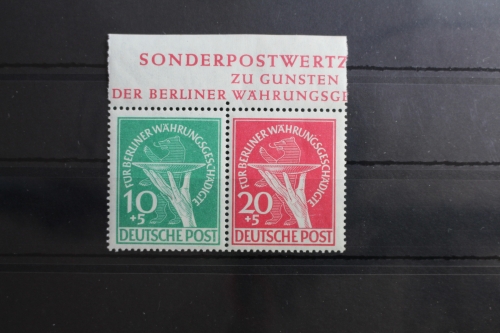 SONDERPOSTWERTZ
ZU GUNSTEN
DER BERLINER WÄHRUNGSGE
FÜR BERLINER WÄHRUNGSGESCHÄDIGTE
10
+5
DEUTSCHE POST
FÜR BERLINER WÄHRUNGSGESCHÄDIGTE
20
+5
DEUTSCHE POST